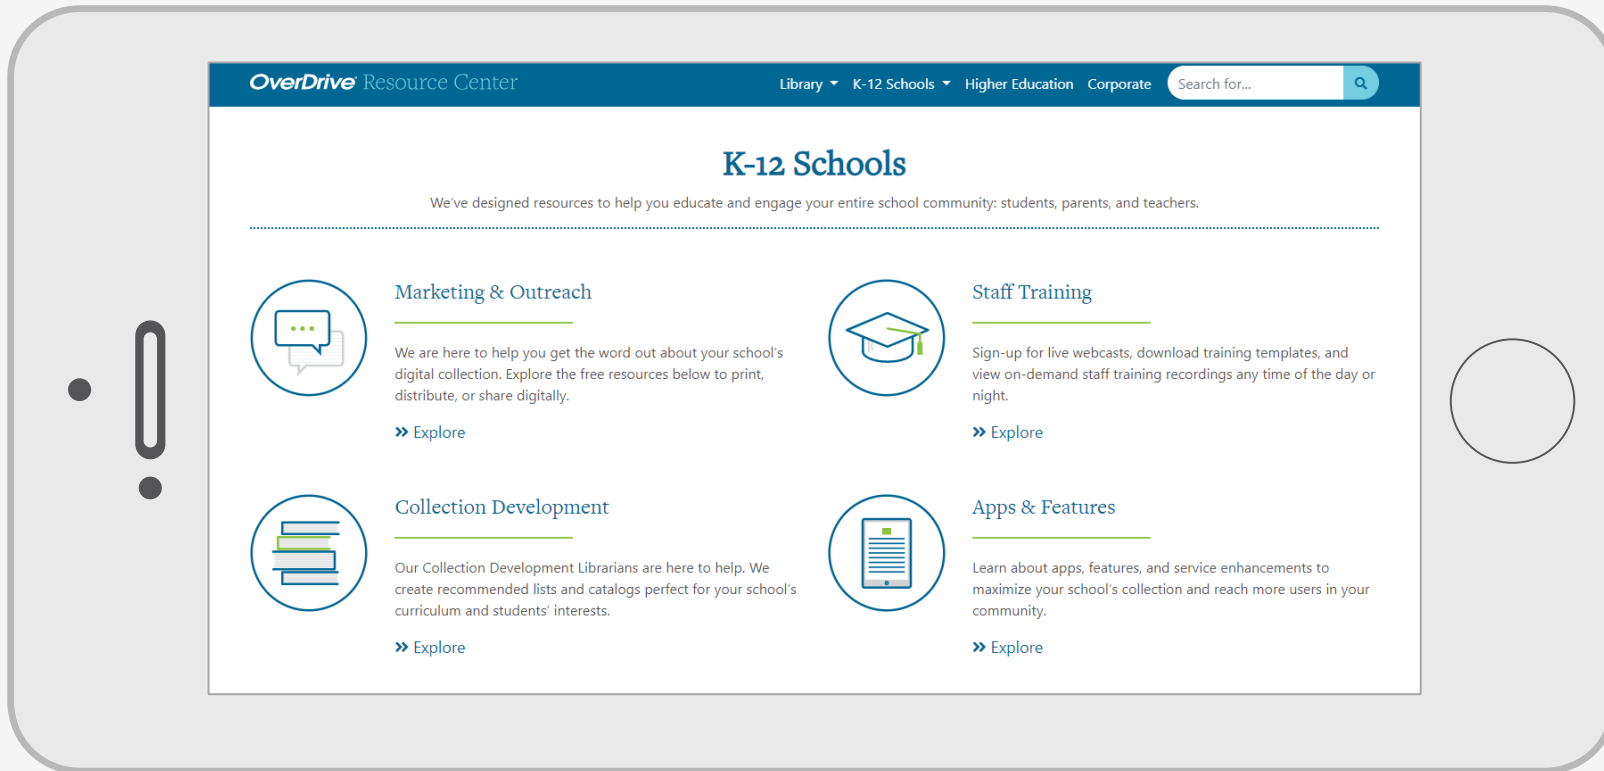 OverDrive Resource Center
Library K-12 Schools Higher Education Corporate Search for...
K-12 Schools
We've designed resources to help you educate and engage your entire school community: students, parents, and teachers.
Marketing & Outreach
We are here to help you get the word out about your school's
digital collection. Explore the free resources below to print,
distribute, or share digitally.
Explore
Staff Training
Sign-up for live webcasts, download training templates, and
view on-demand staff training recordings any time of the day or
night.
Explore
Collection Development
Our Collection Development Librarians are here to help. We
create recommended lists and catalogs perfect for your school's
curriculum and students' interests.
Explore
Apps & Features
Learn about apps, features, and service enhancements to
maximize your school's collection and reach more users in your
community.
Explore